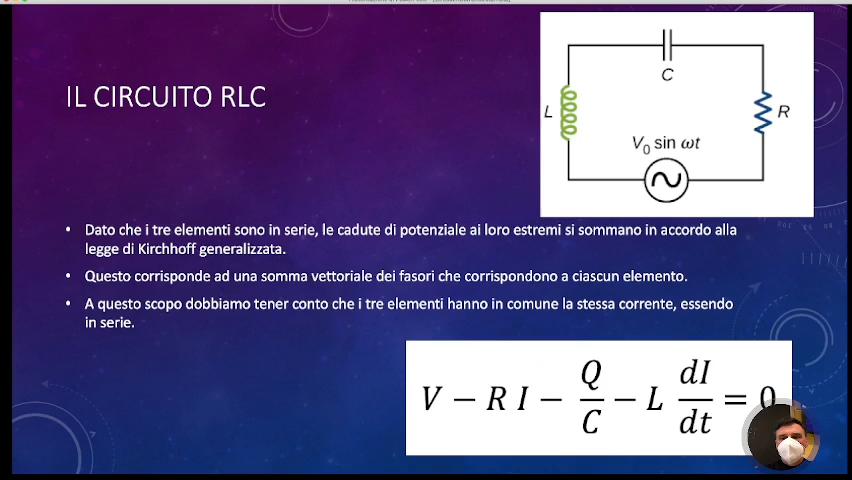 IL CIRCUITO RLC
C
L
R
V₀ sin ωt
• Dato che i tre elementi sono in serie, le cadute di potenziale ai loro estremi si sommano in accordo alla
legge di Kirchhoff generalizzata.
• Questo corrisponde ad una somma vettoriale dei fasori che corrispondono a ciascun elemento.
• A questo scopo dobbiamo tener conto che i tre elementi hanno in comune la stessa corrente, essendo
in serie.
V − R I − Q/C − L dI/dt = 0